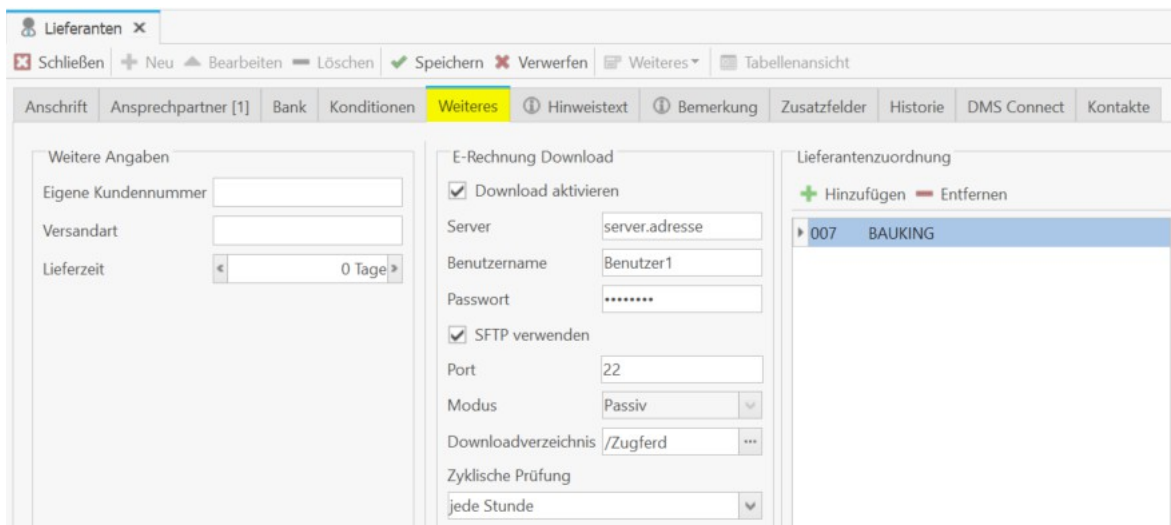 Lieferanten
Schließen Neu Bearbeiten Löschen Speichern Verwerfen Weiteres Tabellenansicht
Anschrift Ansprechpartner [1] Bank Konditionen Weiteres Hinweistext Bemerkung Zusatzfelder Historie DMS Connect Kontakte
Weitere Angaben
Eigene Kundennummer
Versandart
Lieferzeit 0 Tage
E-Rechnung Download
Download aktivieren
Server server.adresse
Benutzername Benutzer1
Passwort ••••••••
SFTP verwenden
Port 22
Modus Passiv
Downloadverzeichnis /Zugferd ...
Zyklische Prüfung
jede Stunde
Lieferantenzuordnung
Hinzufügen Entfernen
007 BAUKING